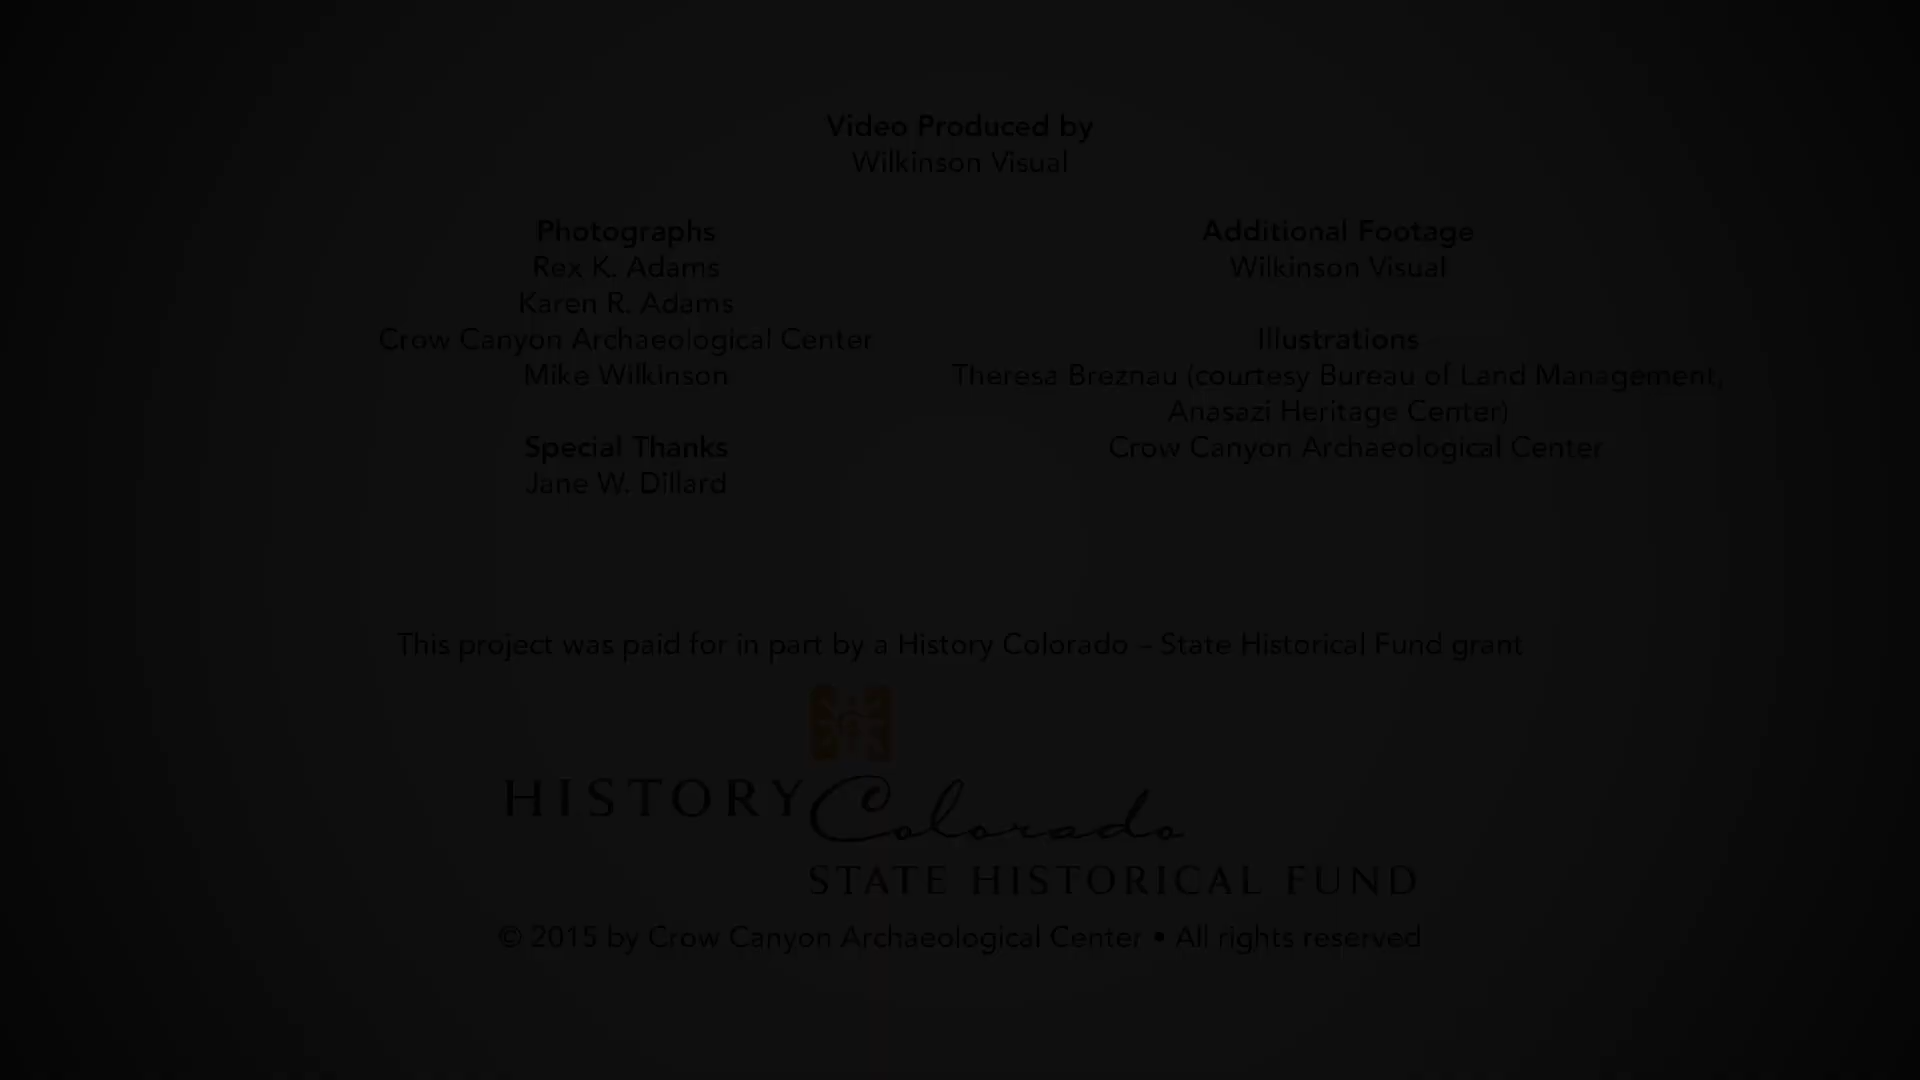 Video Produced by
Wilkinson Visual
Photographs
Rex K. Adams
Karen R. Adams
Crow Canyon Archaeological Center
Mike Wilkinson
Special Thanks
Jane W. Dillard
Additional Footage
Wilkinson Visual
Illustrations
Theresa Breznau (courtesy Bureau of Land Management,
Anasazi Heritage Center)
Crow Canyon Archaeological Center
This project was paid for in part by a History Colorado – State Historical Fund grant
HISTORY Colorado
STATE HISTORICAL FUND
© 2015 by Crow Canyon Archaeological Center • All rights reserved